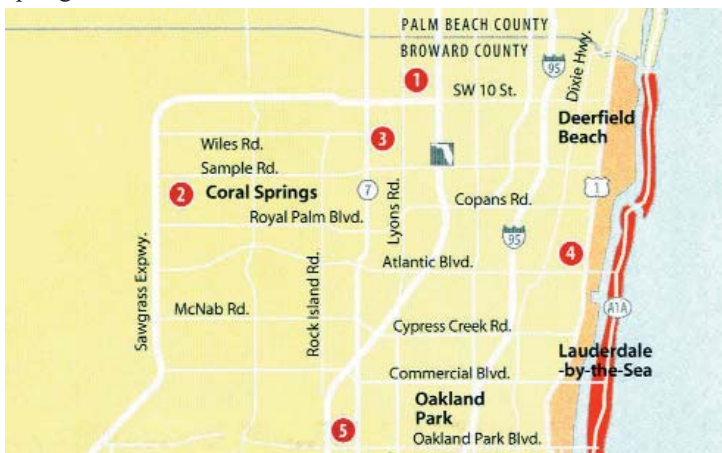 PALM BEACH COUNTY
BROWARD COUNTY
95
Dixie Hwy.
1
SW 10 St.
Deerfield
Beach
Wiles Rd.
3
Sample Rd.
2
Coral Springs
7
Lyons Rd.
Copans Rd.
1
Royal Palm Blvd.
95
4
Atlantic Blvd.
Sawgrass Expwy.
Rock Island Rd.
McNab Rd.
A1A
Cypress Creek Rd.
Lauderdale
-by-the-Sea
Commercial Blvd.
Oakland
Park
5
Oakland Park Blvd.